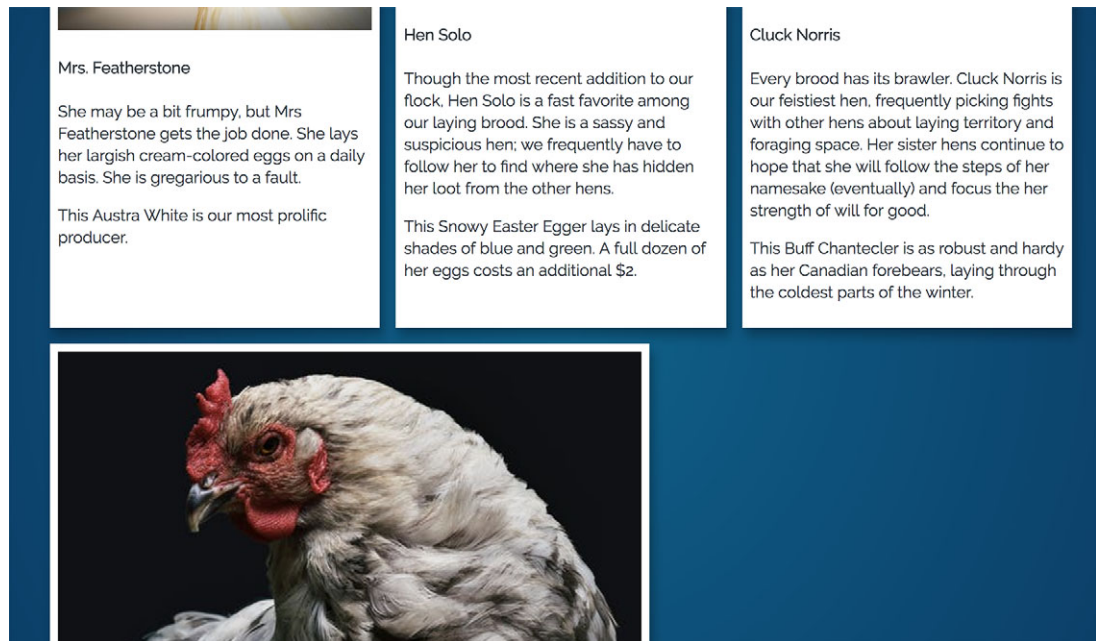 Mrs. Featherstone
She may be a bit frumpy, but Mrs
Featherstone gets the job done. She lays
her largish cream-colored eggs on a daily
basis. She is gregarious to a fault.
This Austra White is our most prolific
producer.
Hen Solo
Though the most recent addition to our
flock, Hen Solo is a fast favorite among
our laying brood. She is a sassy and
suspicious hen; we frequently have to
follow her to find where she has hidden
her loot from the other hens.
This Snowy Easter Egger lays in delicate
shades of blue and green. A full dozen of
her eggs costs an additional $2.
Cluck Norris
Every brood has its brawler. Cluck Norris is
our feistiest hen, frequently picking fights
with other hens about laying territory and
foraging space. Her sister hens continue to
hope that she will follow the steps of her
namesake (eventually) and focus the her
strength of will for good.
This Buff Chantecler is as robust and hardy
as her Canadian forebears, laying through
the coldest parts of the winter.